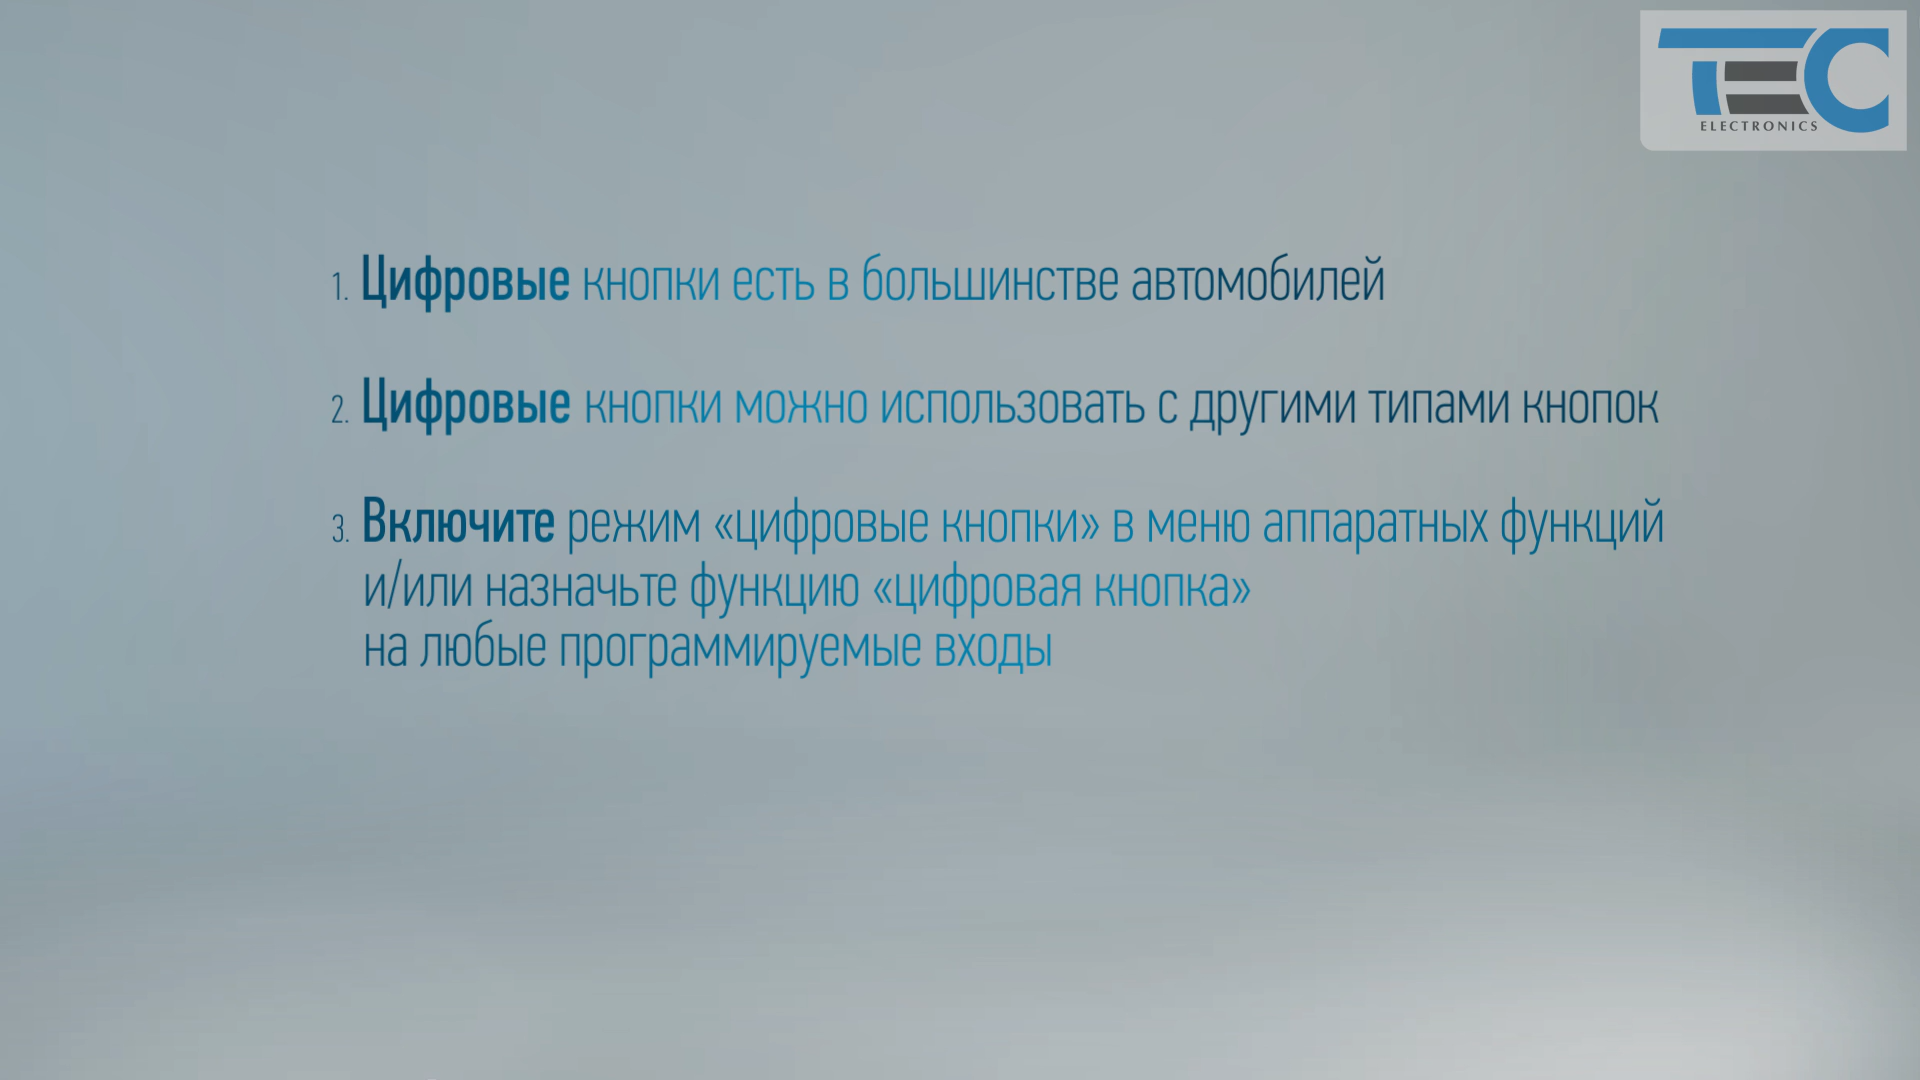 TEC
ELECTRONICS
1. Цифровые кнопки есть в большинстве автомобилей
2. Цифровые кнопки можно использовать с другими типами кнопок
3. Включите режим «цифровые кнопки» в меню аппаратных функций
и/или назначьте функцию «цифровая кнопка»
на любые программируемые входы